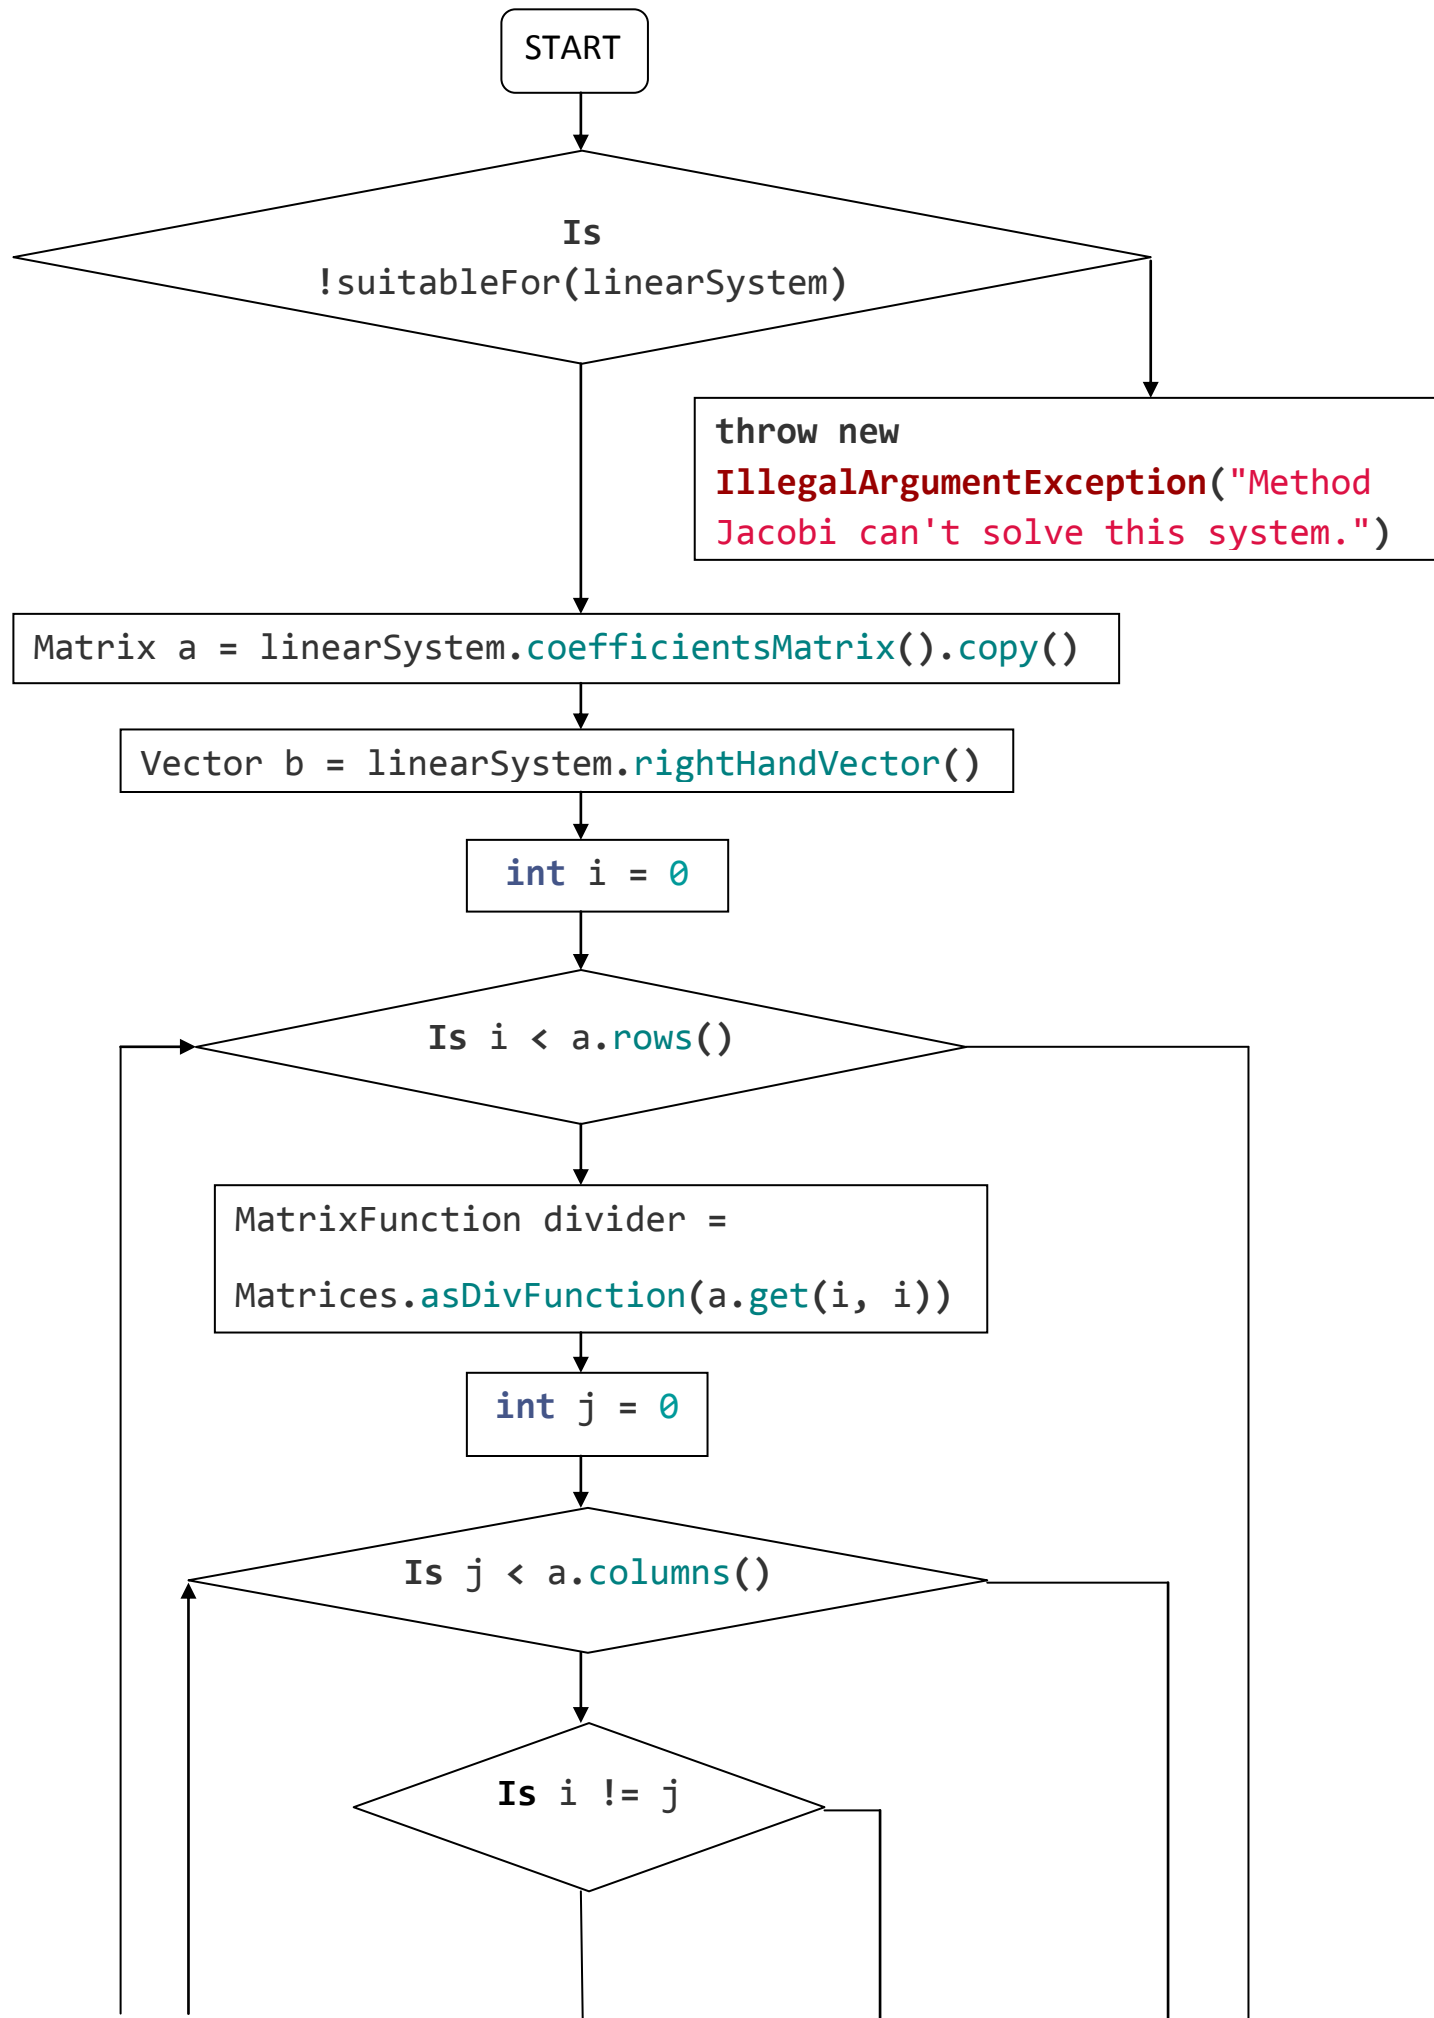 START
Is
!suitableFor(linearSystem)
throw new
IllegalArgumentException("Method
Jacobi can't solve this system.")
Matrix a = linearSystem.coefficientsMatrix().copy()
Vector b = linearSystem.rightHandVector()
int i = 0
Is i < a.rows()
MatrixFunction divider =
Matrices.asDivFunction(a.get(i, i))
int j = 0
Is j < a.columns()
Is i != j